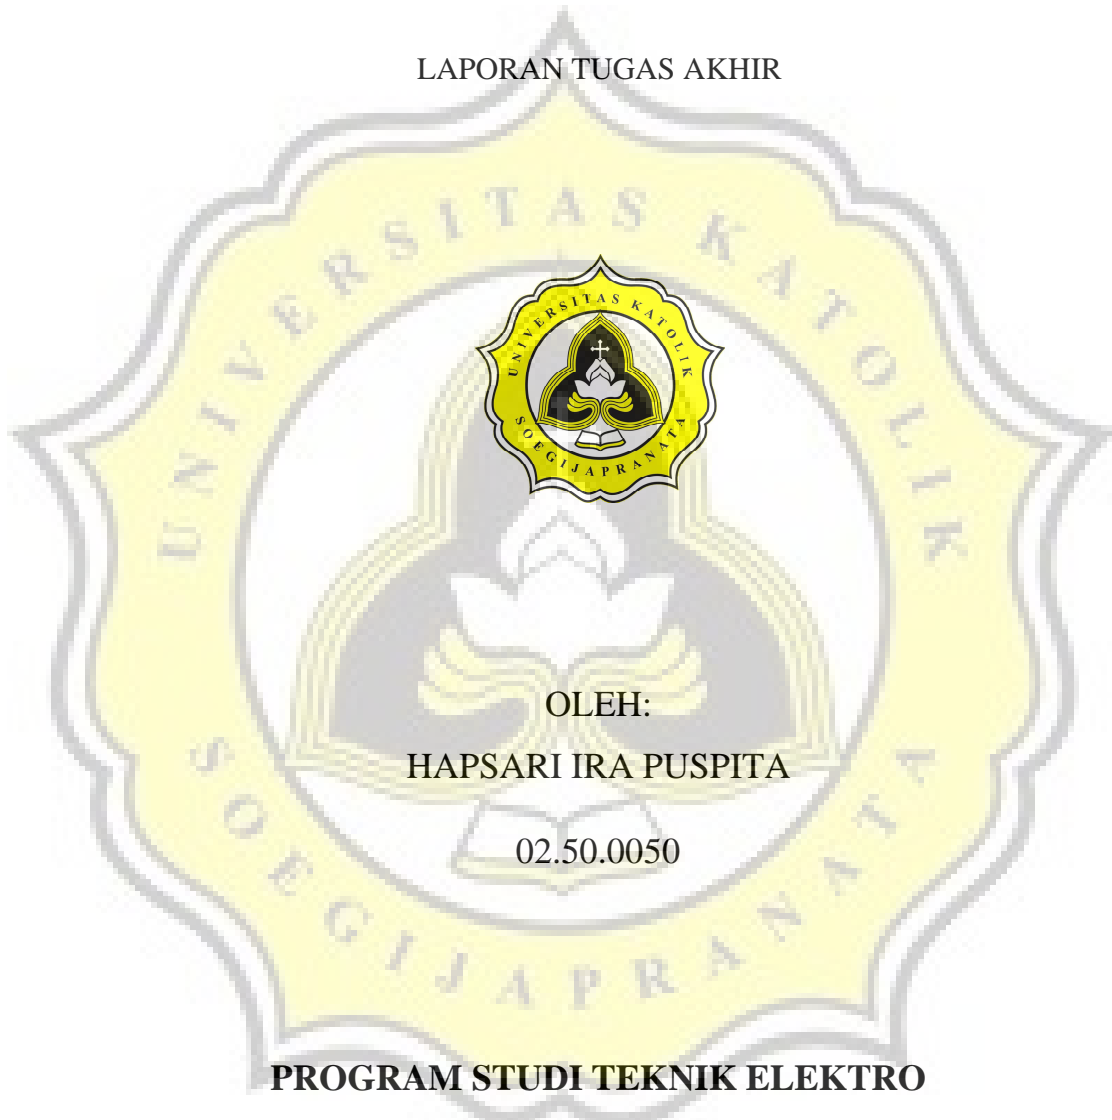 LAPORAN TUGAS AKHIR
UNIVERSITAS KATOLIK
SOEGIJAPRANATA
UNIVERSITAS KATOLIK
SOEGIJAPRANATA
OLEH:
HAPSARI IRA PUSPITA
02.50.0050
PROGRAM STUDI TEKNIK ELEKTRO